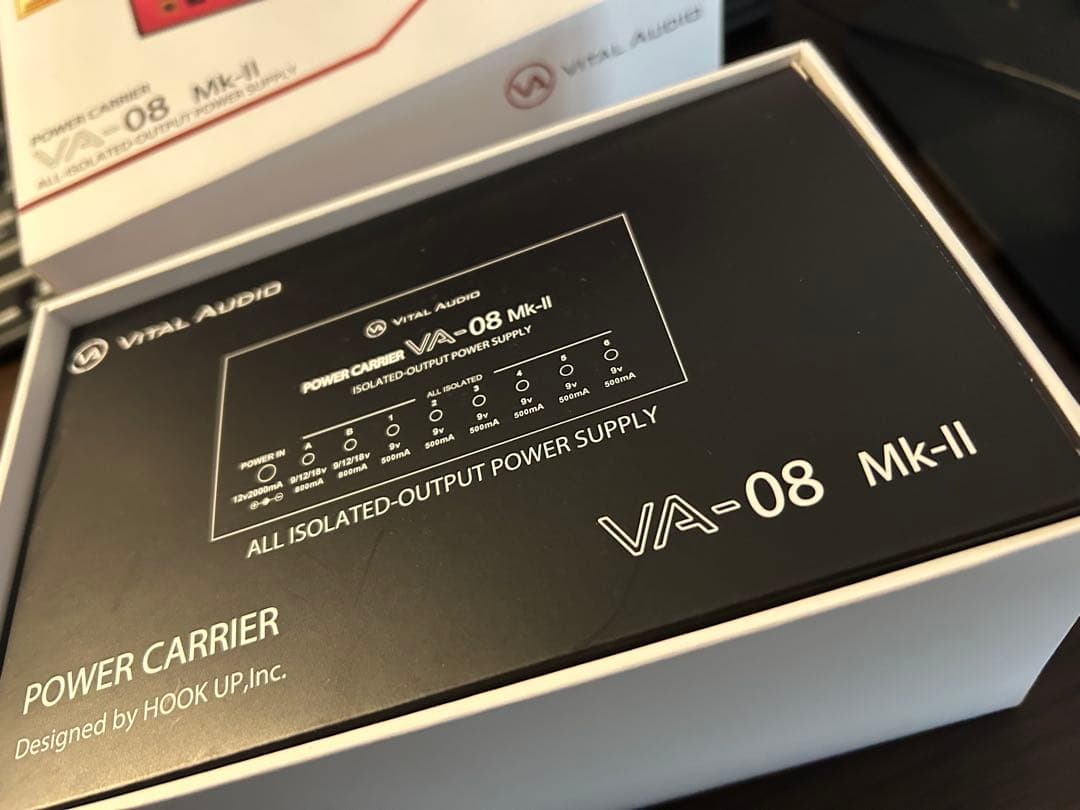 POWER CARRIER
VA-08 Mk-II
ALL-ISOLATED-OUTPUT POWER SUPPLY
VA VITAL AUDIO
VA VITAL AUDIO
VA VITAL AUDIO
POWER CARRIER VA-08 Mk-II
ISOLATED-OUTPUT POWER SUPPLY
ALL ISOLATED
POWER IN A B 1 2 3 4 5 6
12v2000mA 9/12/18v 9/12/18v 9v 9v 9v 9v 9v 9v
800mA 800mA 500mA 500mA 500mA 500mA 500mA 500mA
ALL ISOLATED-OUTPUT POWER SUPPLY
VA-08 Mk-II
POWER CARRIER
Designed by HOOK UP,Inc.